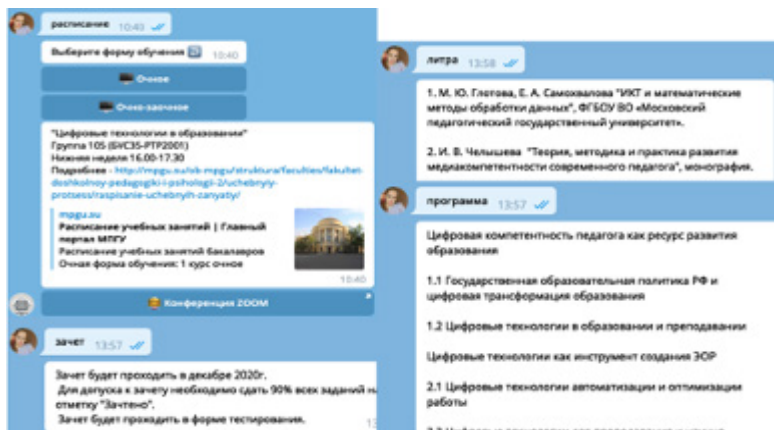 расписание 10:40
Выберите форму обучения 10:40
Очное
Очно-заочное
"Цифровые технологии в образовании"
Группа 105 (БУС35-РТР2001)
Нижняя неделя 16.00-17.30
Подробнее - http://mpgu.su/ob-mpgu/struktura/faculties/fakultet-
doshkolnoy-pedagogiki-i-psihologii-2/uchebnyiy-
protsess/raspisanie-uchebnyih-zanyatiy/
mpgu.su
Расписание учебных занятий | Главный
портал МПГУ
Расписание учебных занятий бакалавров
Очная форма обучения: 1 курс очное
10:40
Конференция ZOOM
зачет 13:57
Зачет будет проходить в декабре 2020г.
Для допуска к зачету необходимо сдать 90% всех заданий на
отметку "Зачтено".
Зачет будет проходить в форме тестирования.
литра 13:58
1. М. Ю. Глотова, Е. А. Самохвалова "ИКТ и математические
методы обработки данных", ФГБОУ ВО «Московский
педагогический государственный университет».
2. И. В. Челышева "Теория, методика и практика развития
медиакомпетентности современного педагога", монография.
программа 13:57
Цифровая компетентность педагога как ресурс развития
образования
1.1 Государственная образовательная политика РФ и
цифровая трансформация образования
1.2 Цифровые технологии в образовании и преподавании
Цифровые технологии как инструмент создания ЭОР
2.1 Цифровые технологии автоматизации и оптимизации
работы